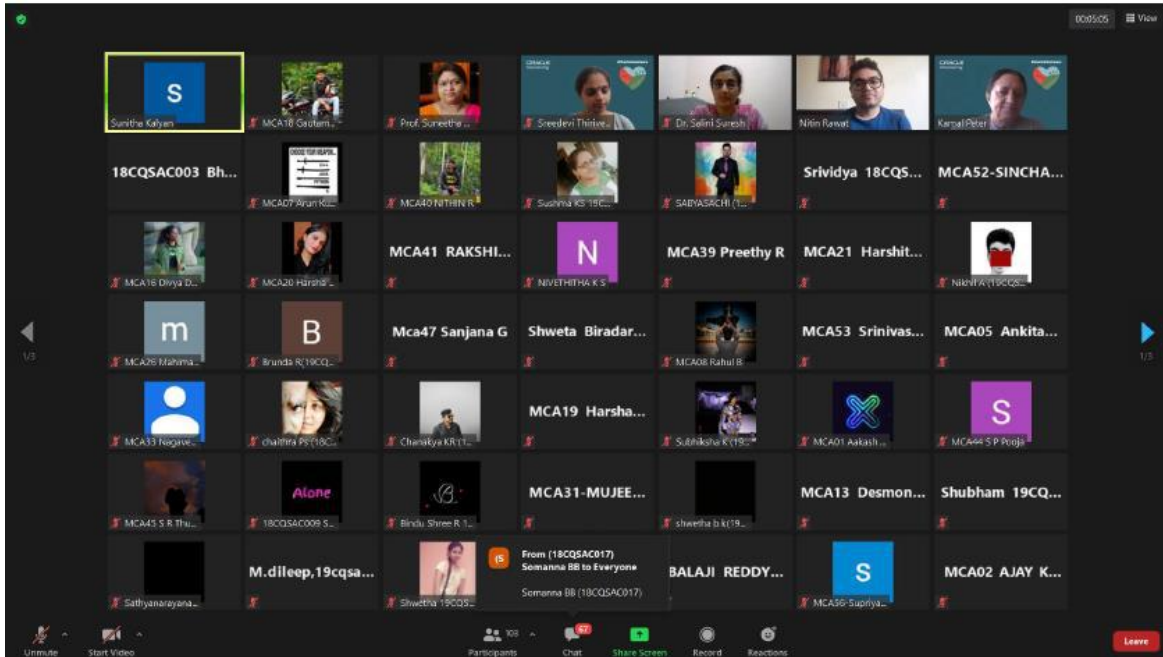 00:05:05 View
S
Sunitha Kalyan
MCA18 Gautam...
Prof. Suneetha ...
ORACLE
Sreedevi Thirive...
Dr. Salini Suresh
Nitin Rawat
ORACLE
Kamal Peter
18CQSAC003 Bh...
MCA07 Arun Ku...
MCA40 NITHIN R
Sushma KS 19C...
SABYASACHI (1...
Srividya 18CQS...
MCA52-SINCHA...
MCA16 Divya D...
MCA20 Harsha ...
MCA41 RAKSHI...
N
NIVETHITHA K S
MCA39 Preethy R
MCA21 Harshit...
Nikhil A (19CQS...
1/3
m
MCA26 Mahima...
B
Brunda R(19CQ...
Mca47 Sanjana G
Shweta Biradar...
MCA08 Rahul B
MCA53 Srinivas...
MCA05 Ankita...
1/3
MCA33 Nagave...
chaithra Ps (18C...
Chanakya KR (1...
MCA19 Harsha...
Subhiksha K (19...
MCA01 Aakash ...
S
MCA44 S P Pooja
MCA45 S R Thu...
Alone
18CQSAC009 S...
Bindu Shree R 1...
MCA31-MUJEE...
shwetha b k(19...
MCA13 Desmon...
Shubham 19CQ...
Sathyanarayana...
M.dileep,19cqsa...
Shwetha 19CQS...
(S
From (18CQSAC017)
Somanna BB to Everyone
Somanna BB (18CQSAC017)
BALAJI REDDY...
S
MCA56-Supriya...
MCA02 AJAY K...
Unmute
Start Video
103
Participants
67
Chat
Share Screen
Record
Reactions
Leave